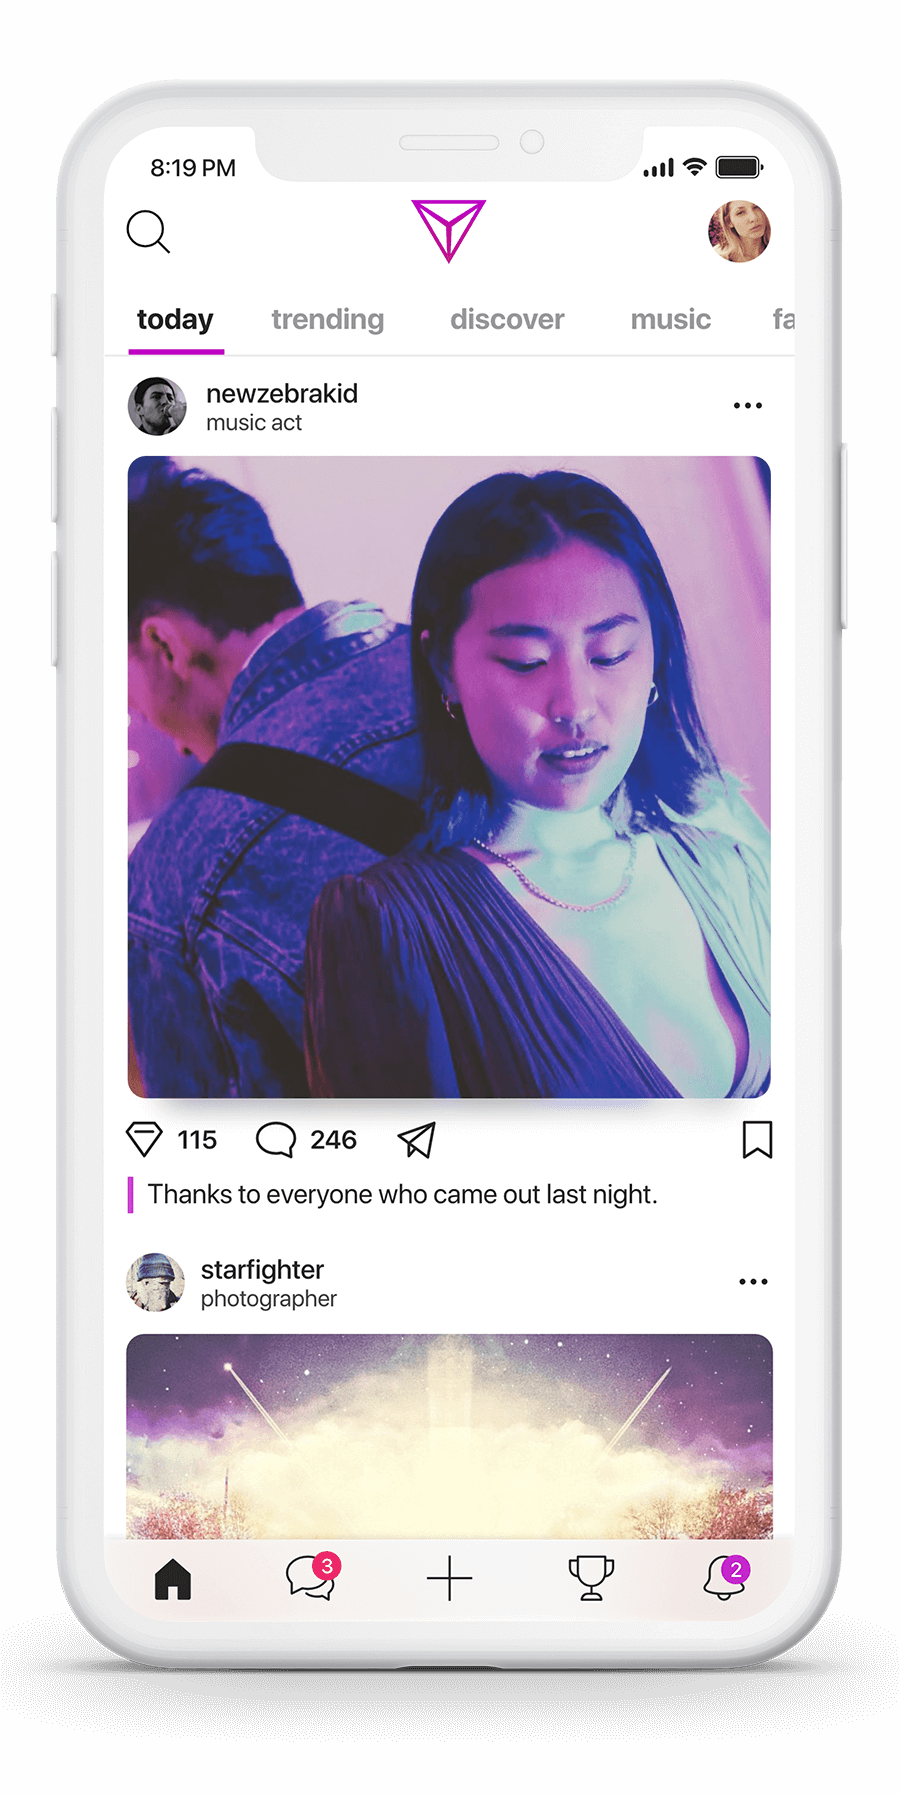 8:19 PM
today trending discover music fa
newzebrakid
music act
115 246
Thanks to everyone who came out last night.
starfighter
photographer
3 2